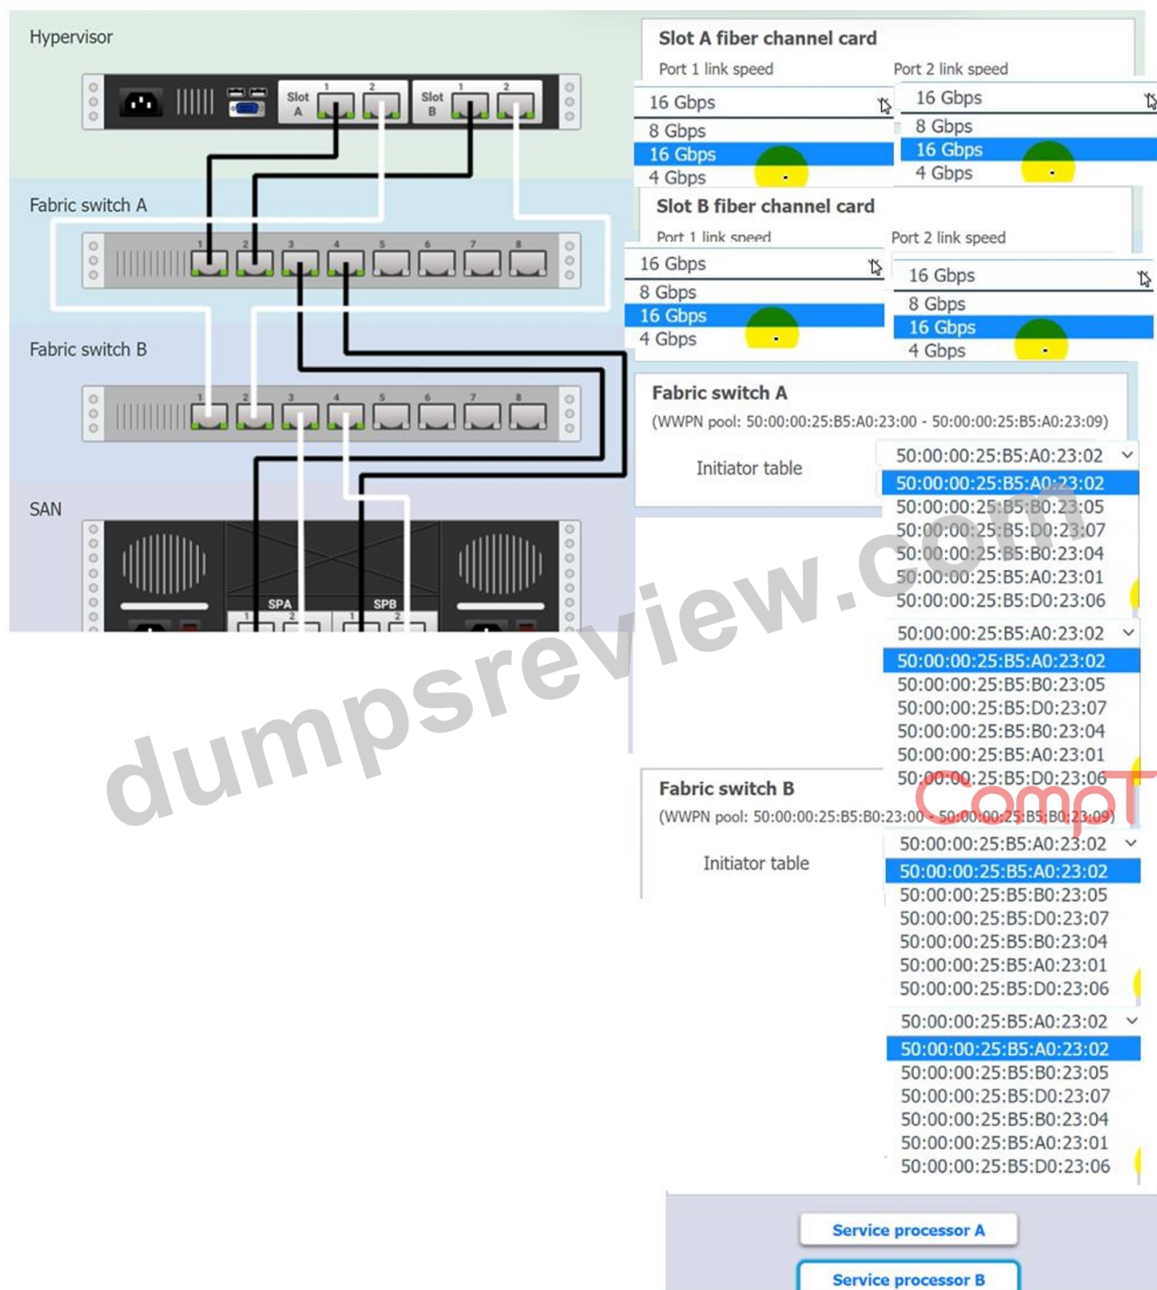 Hypervisor
Slot A
1
2
Slot B
1
2
Fabric switch A
1 2 3 4 5 6 7 8
Fabric switch B
1 2 3 4 5 6 7 8
SAN
SPA
SPB
1 2 1 2
Slot A fiber channel card
Port 1 link speed
Port 2 link speed
16 Gbps
8 Gbps
16 Gbps
4 Gbps
16 Gbps
8 Gbps
16 Gbps
4 Gbps
Slot B fiber channel card
Port 1 link speed
Port 2 link speed
16 Gbps
8 Gbps
16 Gbps
4 Gbps
16 Gbps
8 Gbps
16 Gbps
4 Gbps
Fabric switch A
(WWPN pool: 50:00:00:25:B5:A0:23:00 - 50:00:00:25:B5:A0:23:09)
Initiator table
50:00:00:25:B5:A0:23:02
50:00:00:25:B5:A0:23:02
50:00:00:25:B5:B0:23:05
50:00:00:25:B5:D0:23:07
50:00:00:25:B5:B0:23:04
50:00:00:25:B5:A0:23:01
50:00:00:25:B5:D0:23:06
50:00:00:25:B5:A0:23:02
50:00:00:25:B5:A0:23:02
50:00:00:25:B5:B0:23:05
50:00:00:25:B5:D0:23:07
50:00:00:25:B5:B0:23:04
50:00:00:25:B5:A0:23:01
50:00:00:25:B5:D0:23:06
dumpsreview.com
CompT
Fabric switch B
(WWPN pool: 50:00:00:25:B5:B0:23:00 - 50:00:00:25:B5:B0:23:09)
Initiator table
50:00:00:25:B5:A0:23:02
50:00:00:25:B5:A0:23:02
50:00:00:25:B5:B0:23:05
50:00:00:25:B5:D0:23:07
50:00:00:25:B5:B0:23:04
50:00:00:25:B5:A0:23:01
50:00:00:25:B5:D0:23:06
50:00:00:25:B5:A0:23:02
50:00:00:25:B5:A0:23:02
50:00:00:25:B5:B0:23:05
50:00:00:25:B5:D0:23:07
50:00:00:25:B5:B0:23:04
50:00:00:25:B5:A0:23:01
50:00:00:25:B5:D0:23:06
Service processor A
Service processor B